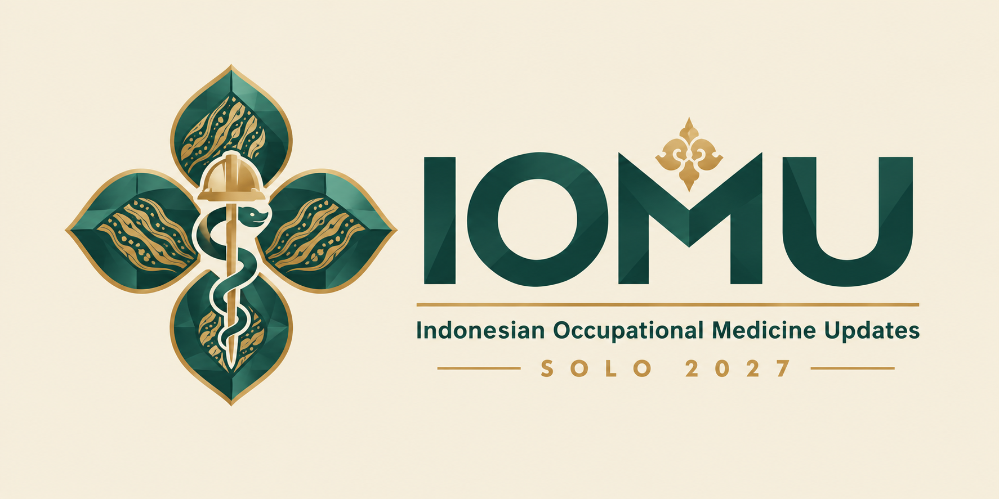 IOMU
Indonesian Occupational Medicine Updates
SOLO 2027